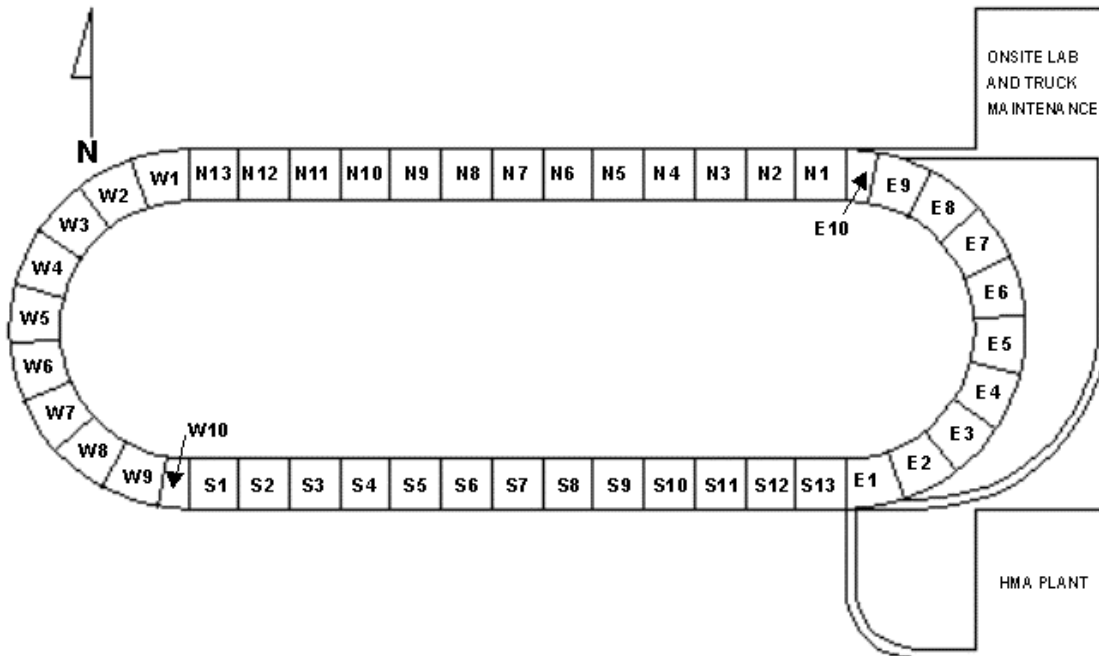 ONSITE LAB
AND TRUCK
MAINTENANCE
N
W1 N13 N12 N11 N10 N9 N8 N7 N6 N5 N4 N3 N2 N1
E10
E9
E8
E7
E6
E5
E4
E3
E2
E1
W2
W3
W4
W5
W6
W7
W8
W9
W10
S1 S2 S3 S4 S5 S6 S7 S8 S9 S10 S11 S12 S13
HMA PLANT